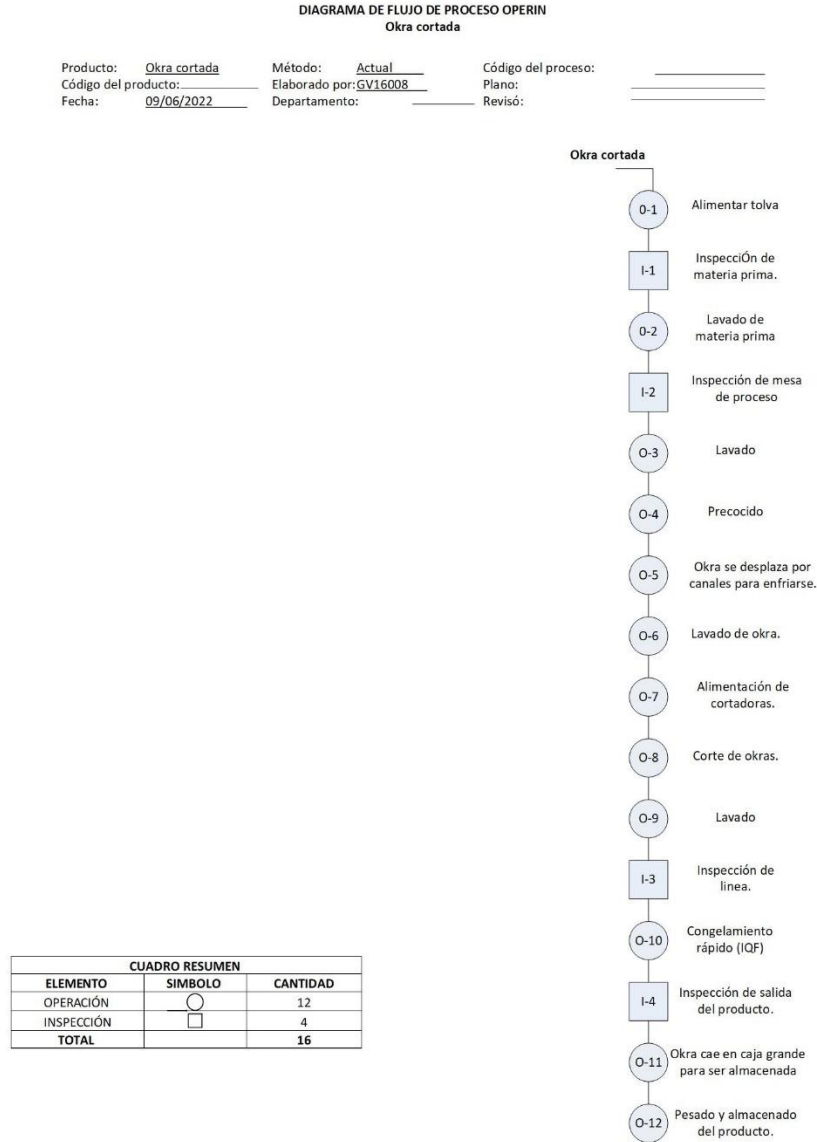 DIAGRAMA DE FLUJO DE PROCESO OPERIN
Okra cortada
Producto: Okra cortada Método: Actual Código del proceso:
Código del producto: Elaborado por: GV16008 Plano:
Fecha: 09/06/2022 Departamento: Revisó:
Okra cortada
0-1 Alimentar tolva
I-1 InspecciÓn de
materia prima.
0-2 Lavado de
materia prima
I-2 Inspección de mesa
de proceso
O-3 Lavado
O-4 Precocido
O-5 Okra se desplaza por
canales para enfriarse.
O-6 Lavado de okra.
O-7 Alimentación de
cortadoras.
O-8 Corte de okras.
O-9 Lavado
I-3 Inspección de
linea.
O-10 Congelamiento
rápido (IQF)
I-4 Inspección de salida
del producto.
O-11 Okra cae en caja grande
para ser almacenada
O-12 Pesado y almacenado
del producto.
CUADRO RESUMEN
ELEMENTO SIMBOLO CANTIDAD
OPERACIÓN 12
INSPECCIÓN 4
TOTAL 16